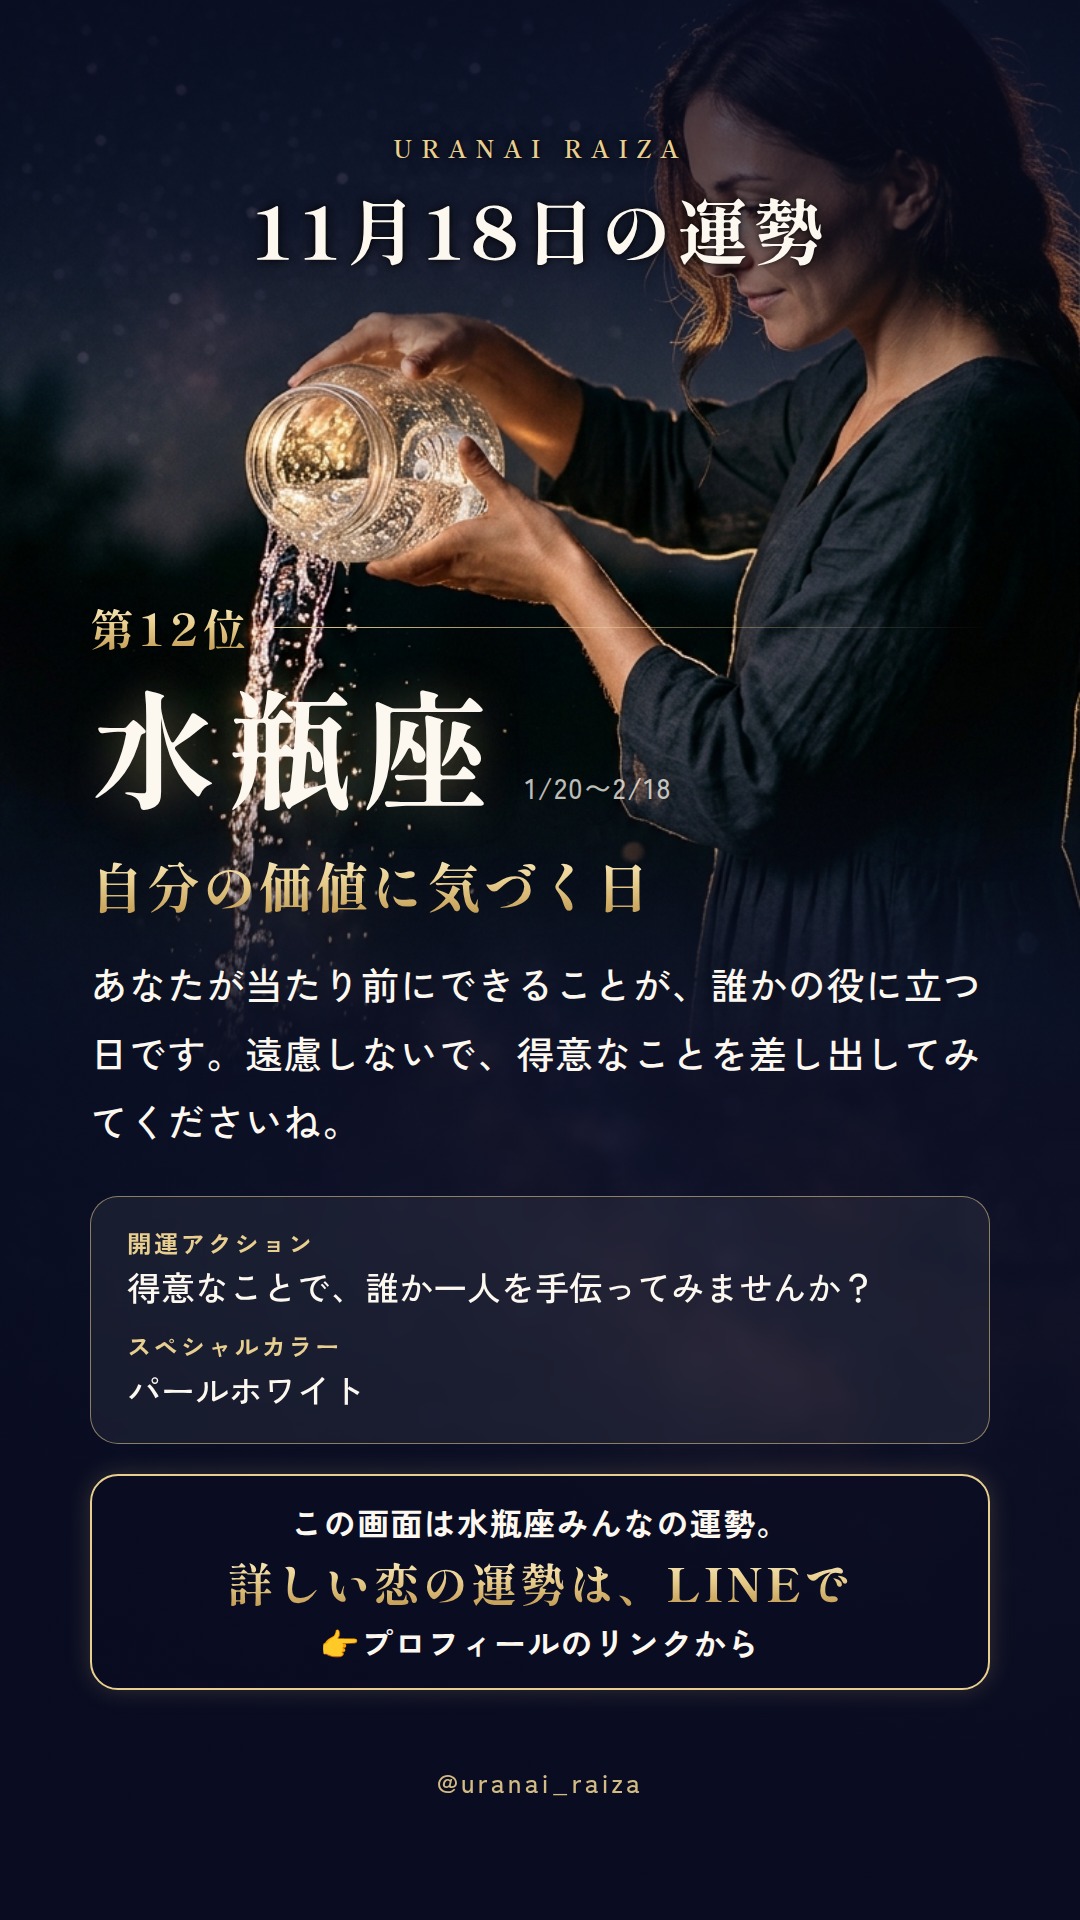 URANAI RAIZA
11月18日の運勢
第12位
水瓶座 1/20〜2/18
自分の価値に気づく日
あなたが当たり前にできることが、誰かの役に立つ
日です。遠慮しないで、得意なことを差し出してみ
てくださいね。
開運アクション
得意なことで、誰か一人を手伝ってみませんか？
スペシャルカラー
パールホワイト
この画面は水瓶座みんなの運勢。
詳しい恋の運勢は、LINEで
👉プロフィールのリンクから
@uranai_raiza